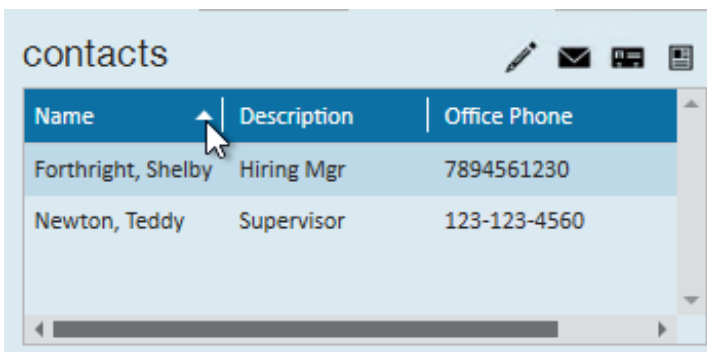 contacts
Name Description Office Phone
Forthright, Shelby Hiring Mgr 7894561230
Newton, Teddy Supervisor 123-123-4560